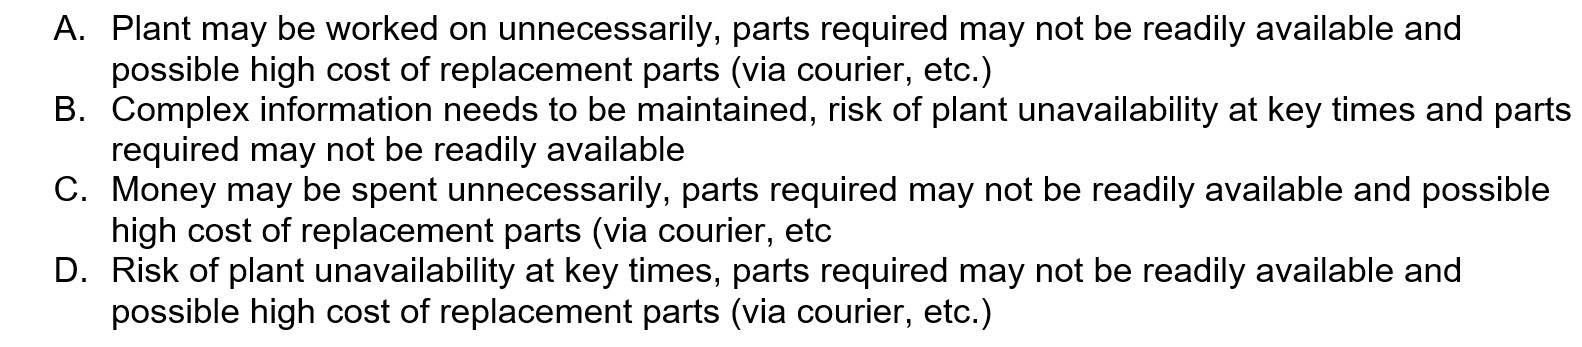 A. Plant may be worked on unnecessarily, parts required may not be readily available and
possible high cost of replacement parts (via courier, etc.)
B. Complex information needs to be maintained, risk of plant unavailability at key times and parts
required may not be readily available
C. Money may be spent unnecessarily, parts required may not be readily available and possible
high cost of replacement parts (via courier, etc
D. Risk of plant unavailability at key times, parts required may not be readily available and
possible high cost of replacement parts (via courier, etc.)